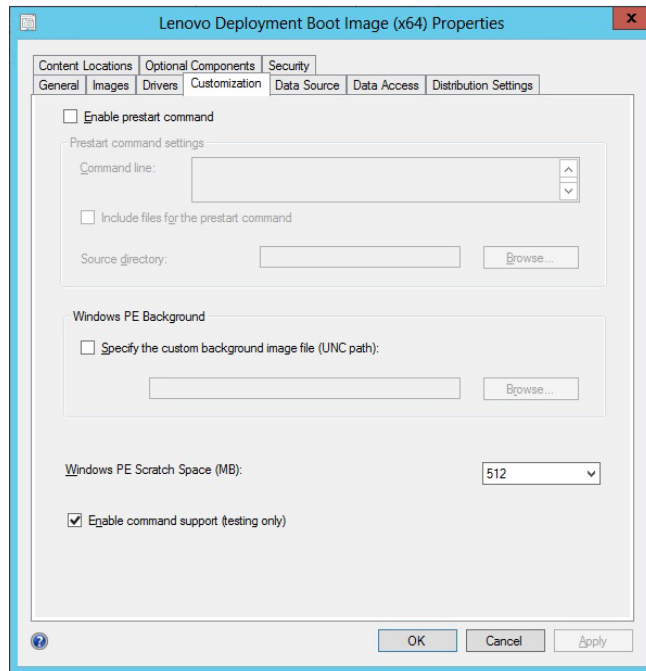 Lenovo Deployment Boot Image (x64) Properties
x
Content Locations Optional Components Security
General Images Drivers Customization Data Source Data Access Distribution Settings
Enable prestart command
Prestart command settings
Command line:
Include files for the prestart command
Source directory:
Browse...
Windows PE Background
Specify the custom background image file (UNC path):
Browse...
Windows PE Scratch Space (MB):
512
Enable command support (testing only)
?
OK Cancel Apply